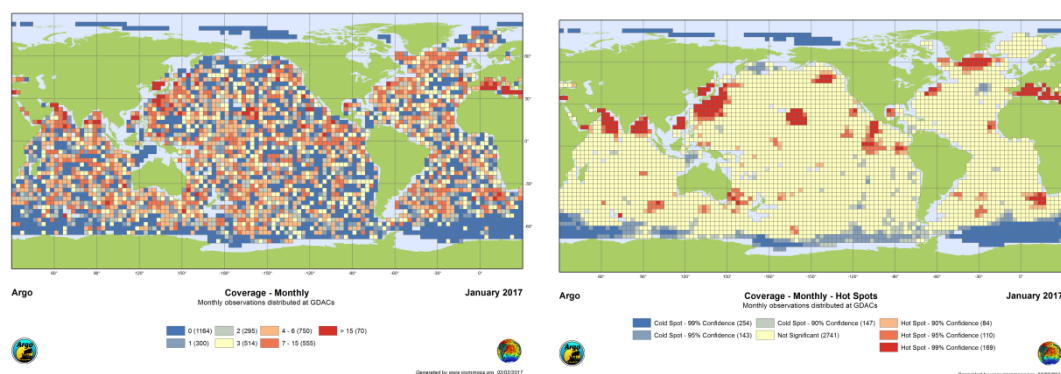 Argo
Coverage - Monthly
January 2017
Monthly observations distributed at GDACs
0 (1164)
2 (295)
4 - 6 (750)
> 15 (70)
1 (300)
3 (514)
7 - 15 (555)
Generated by www.jcommops.org, 02/02/2017
Argo
Coverage - Monthly - Hot Spots
January 2017
Monthly observations distributed at GDACs
Cold Spot - 99% Confidence (254)
Cold Spot - 90% Confidence (147)
Hot Spot - 90% Confidence (84)
Cold Spot - 95% Confidence (143)
Not Significant (2741)
Hot Spot - 95% Confidence (110)
Hot Spot - 99% Confidence (169)